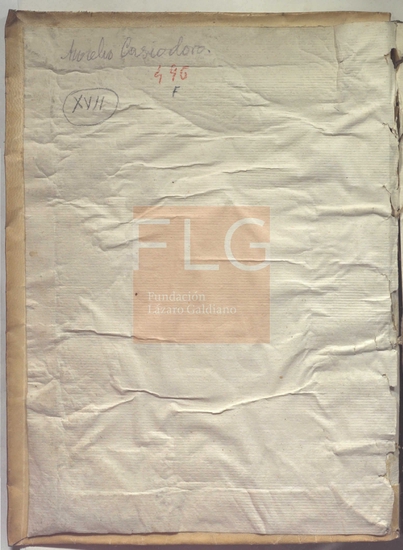 Aurelio Casiodoro.
496
F
XVII
FLG
Fundación
Lázaro Galdiano